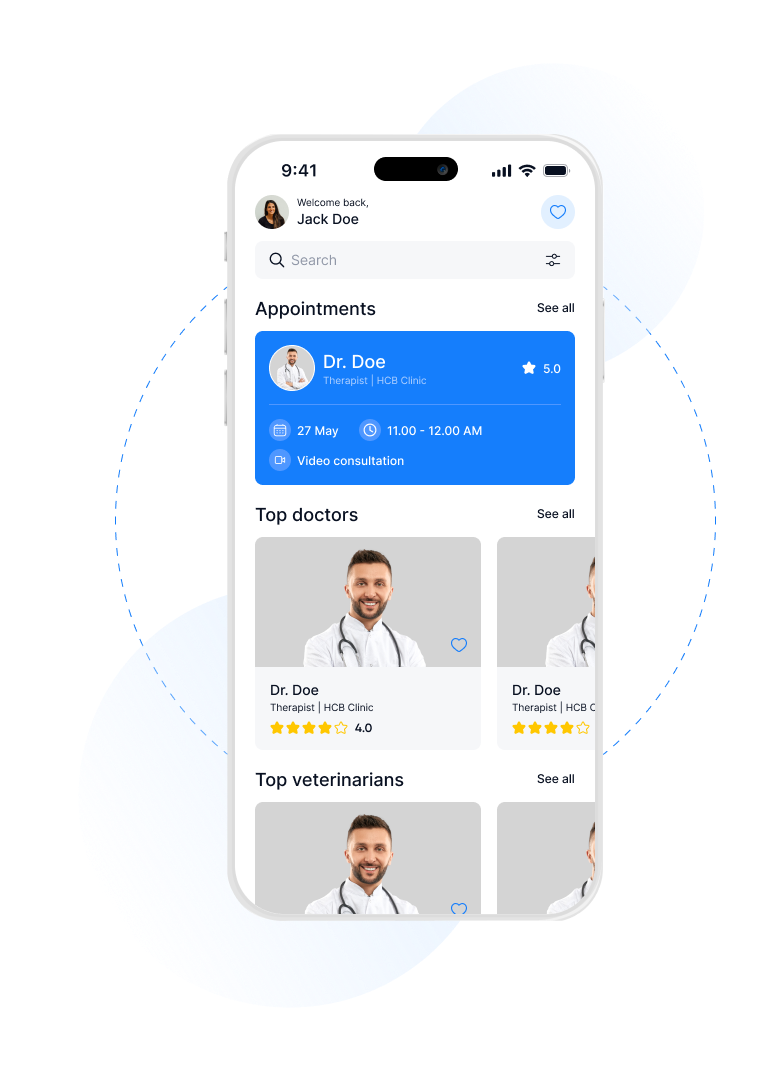 9:41
Welcome back,
Jack Doe
Search
Appointments See all
Dr. Doe
Therapist | HCB Clinic
5.0
27 May 11.00 - 12.00 AM
Video consultation
Top doctors See all
Dr. Doe Dr. Doe
Therapist | HCB Clinic Therapist | HCB C
4.0
Top veterinarians See all